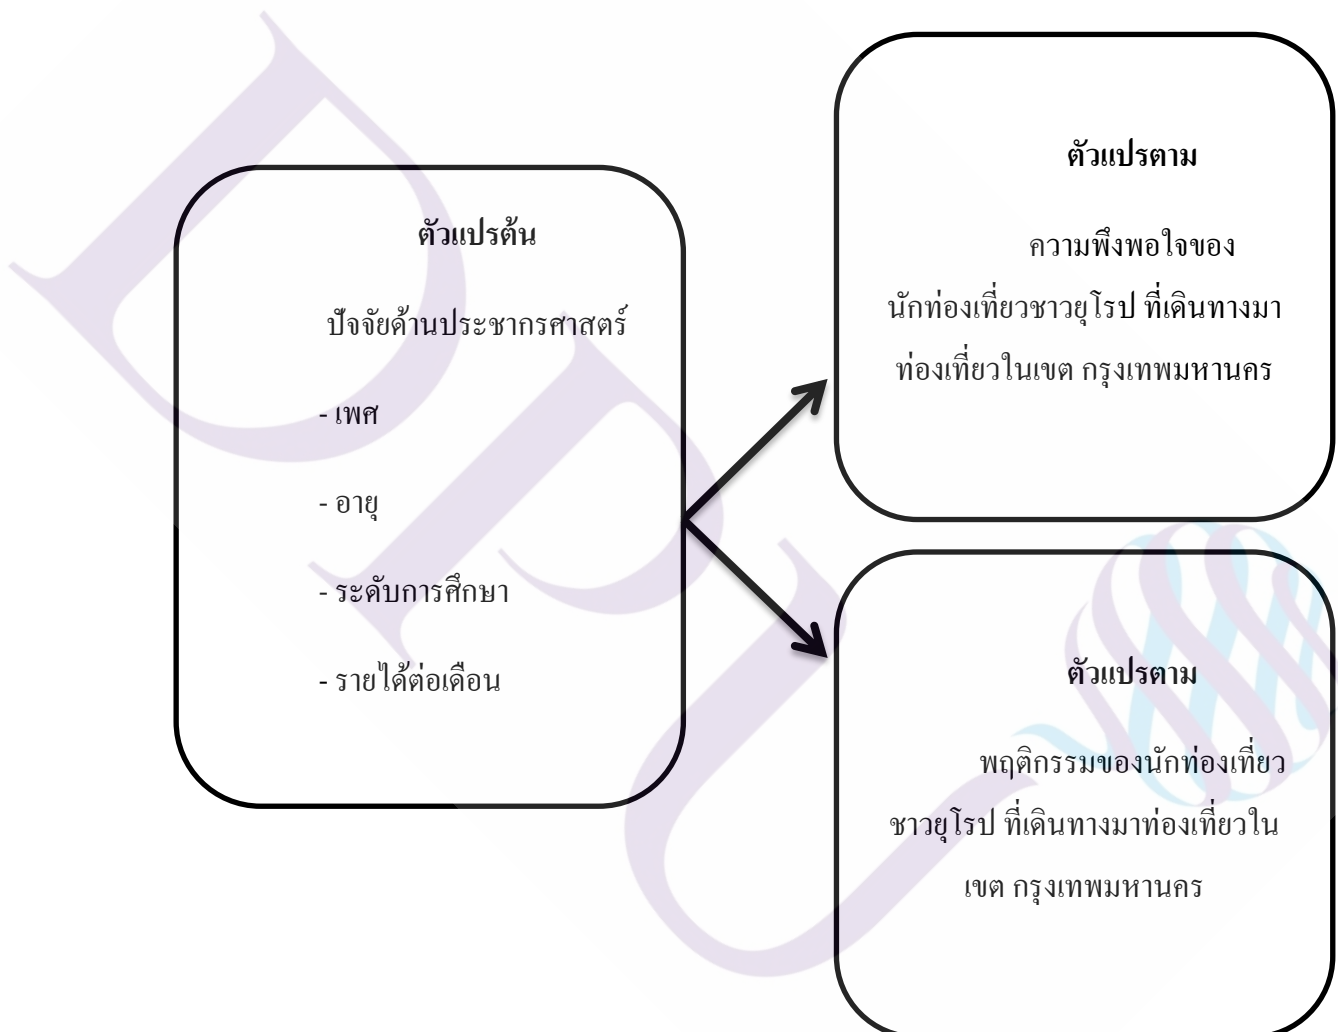 ตัวแปรต้น
ปัจจัยด้านประชากรศาสตร์
- เพศ
- อายุ
- ระดับการศึกษา
- รายได้ต่อเดือน
ตัวแปรตาม
ความพึงพอใจของ
นักท่องเที่ยวชาวยุโรป ที่เดินทางมา
ท่องเที่ยวในเขต กรุงเทพมหานคร
ตัวแปรตาม
พฤติกรรมของนักท่องเที่ยว
ชาวยุโรป ที่เดินทางมาท่องเที่ยวใน
เขต กรุงเทพมหานคร
DPU